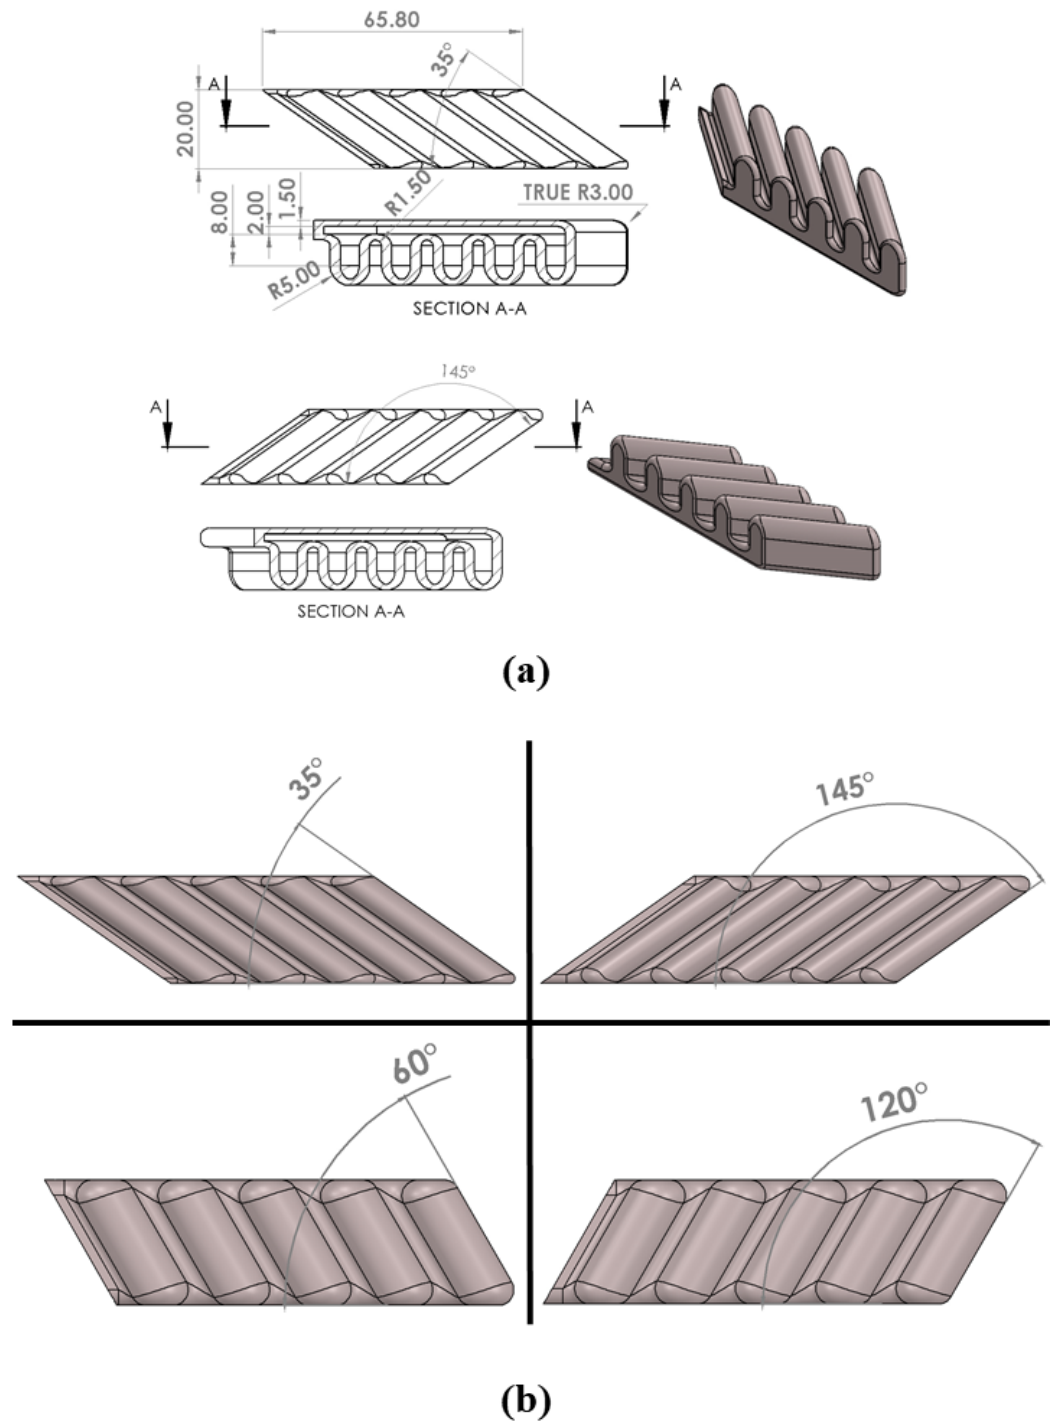 65.80
35°
A
A
20.00
8.00
2.00
1.50
R1.50
TRUE R3.00
R5.00
SECTION A-A
145°
A
A
SECTION A-A
(a)
35°
145°
60°
120°
(b)